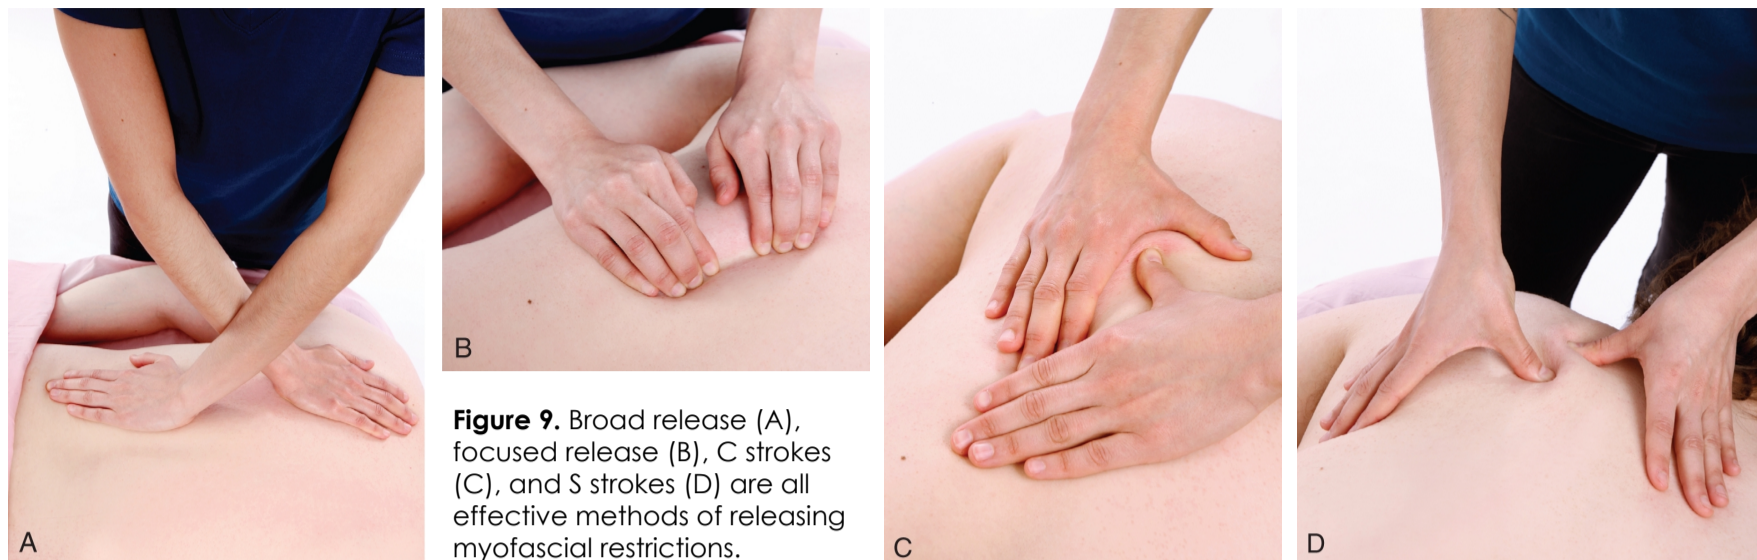 A
B
Figure 9. Broad release (A),
focused release (B), C strokes
(C), and S strokes (D) are all
effective methods of releasing
myofascial restrictions.
C
D